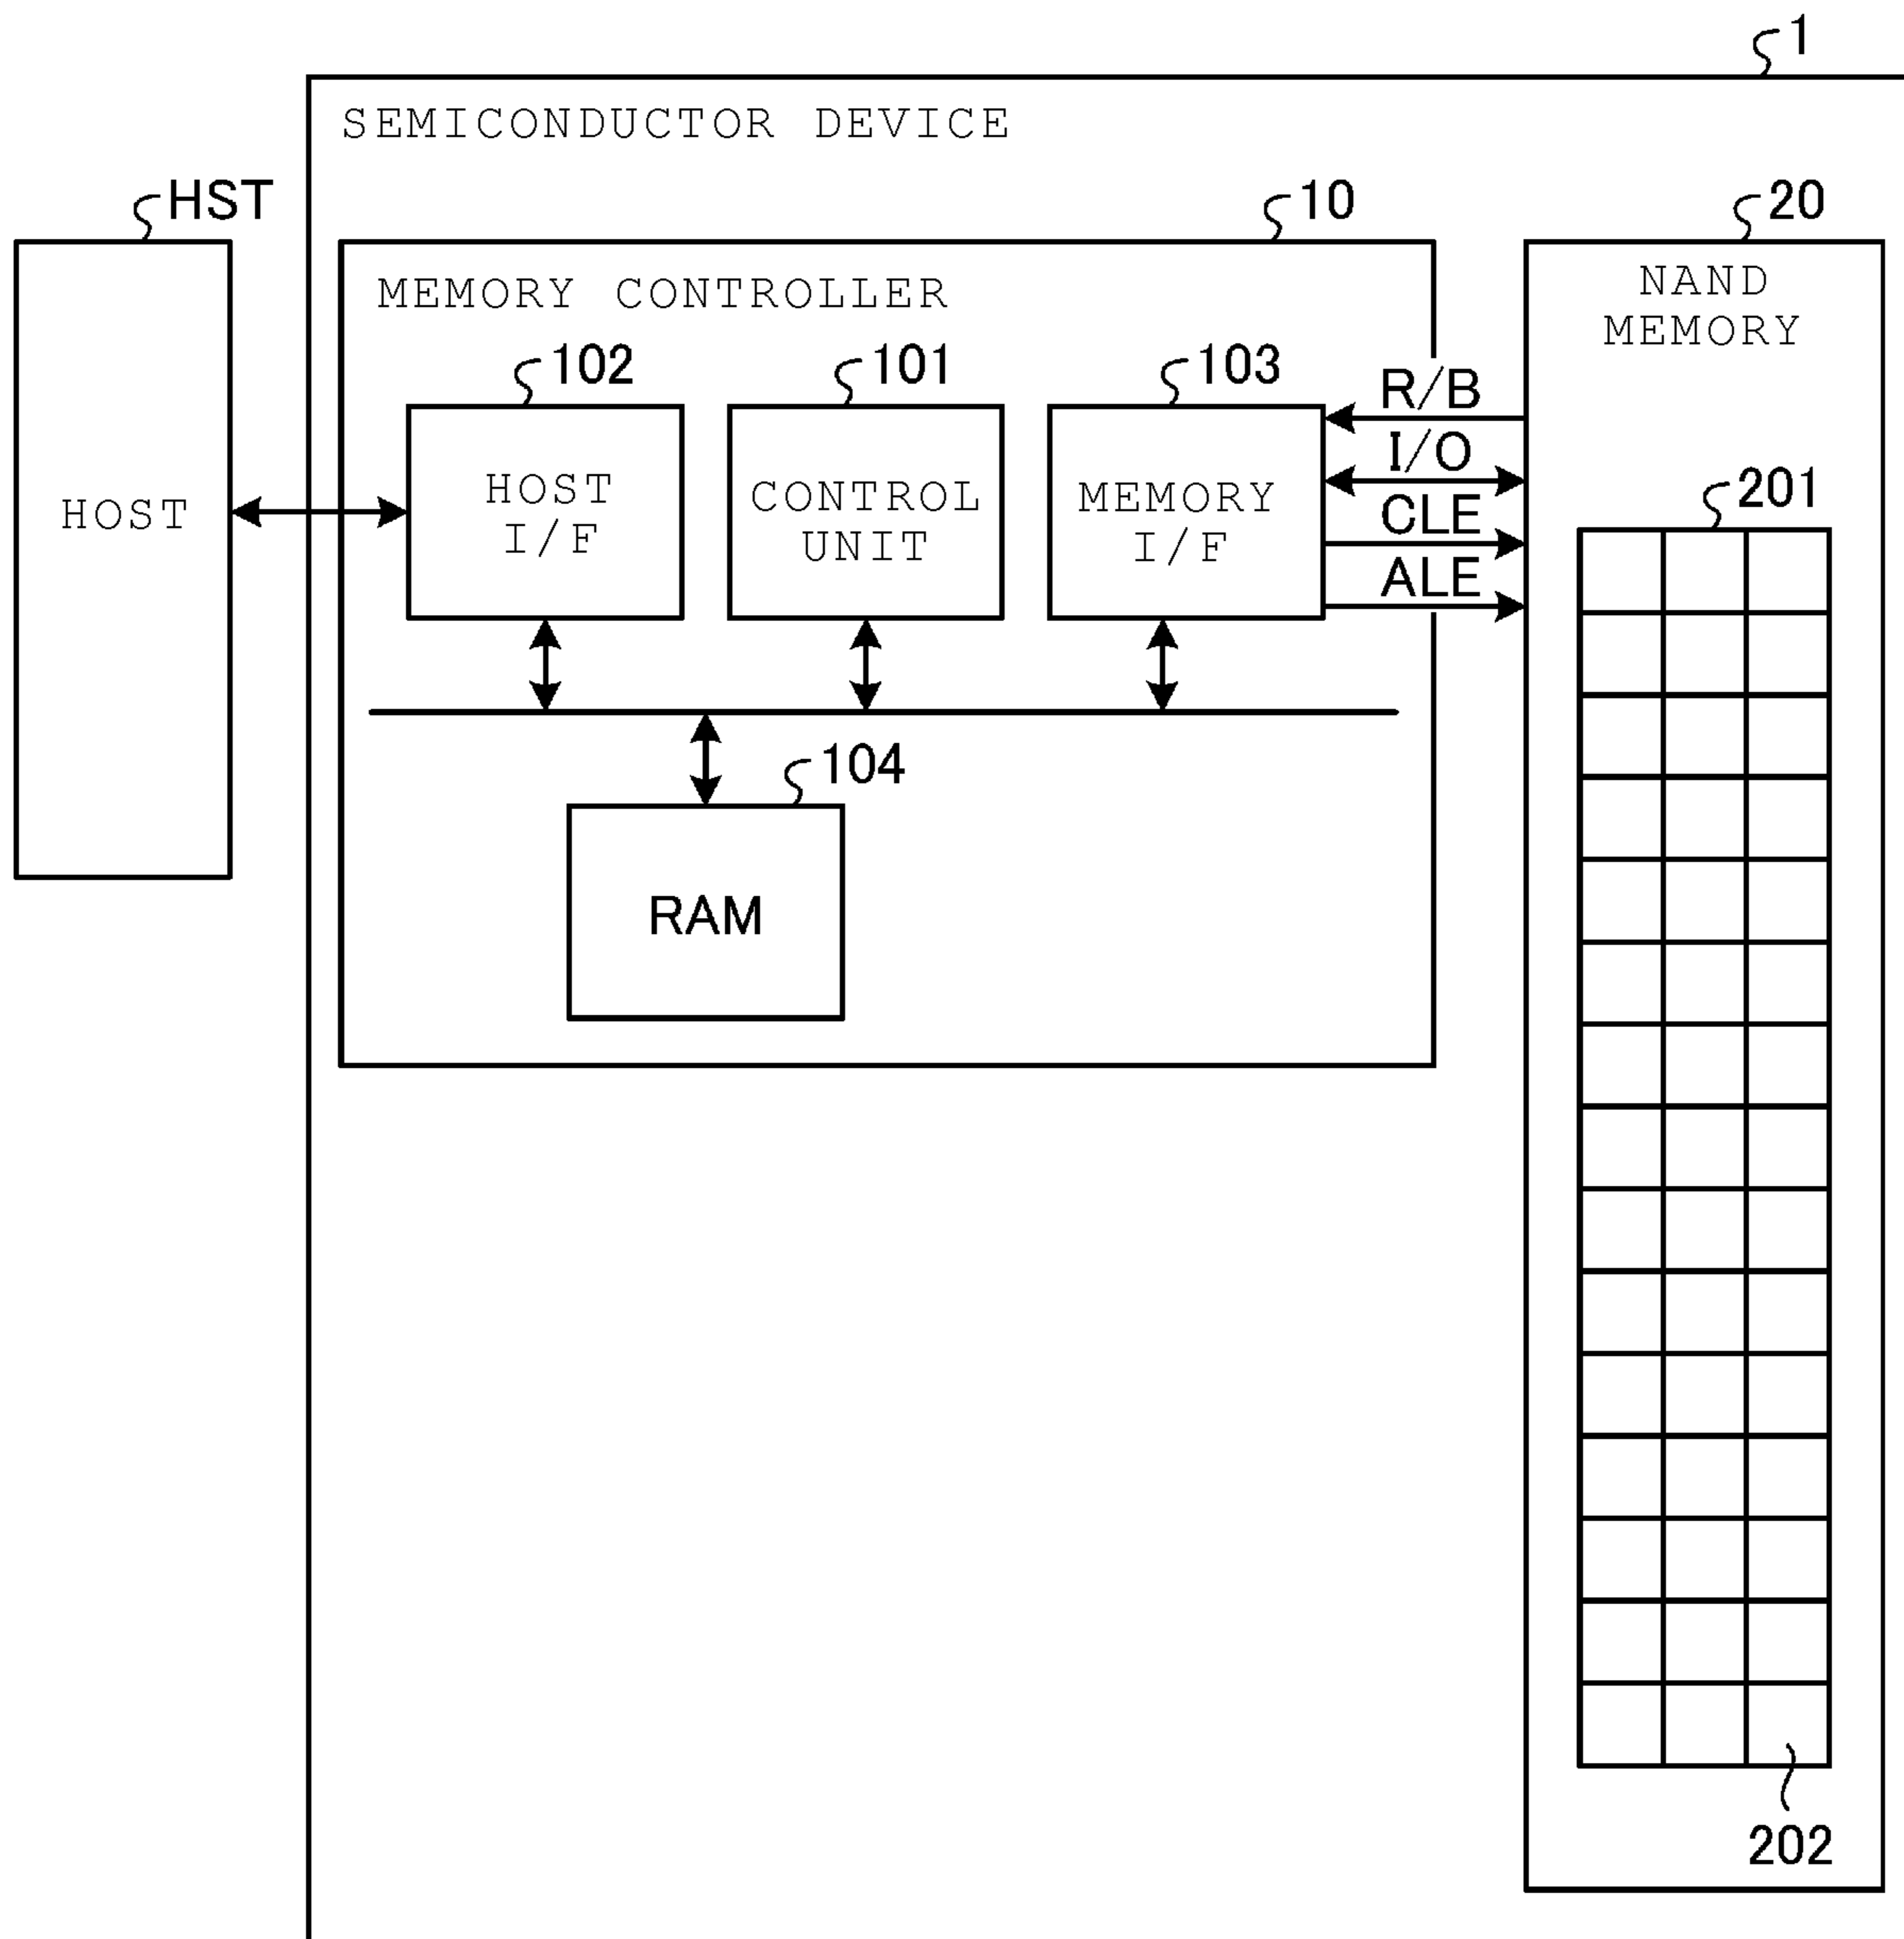 1
SEMICONDUCTOR DEVICE
HST
10
20
MEMORY CONTROLLER
NAND
MEMORY
102
101
103
R/B
I/O
CLE
ALE
HOST
HOST
I/F
CONTROL
UNIT
MEMORY
I/F
201
104
RAM
202